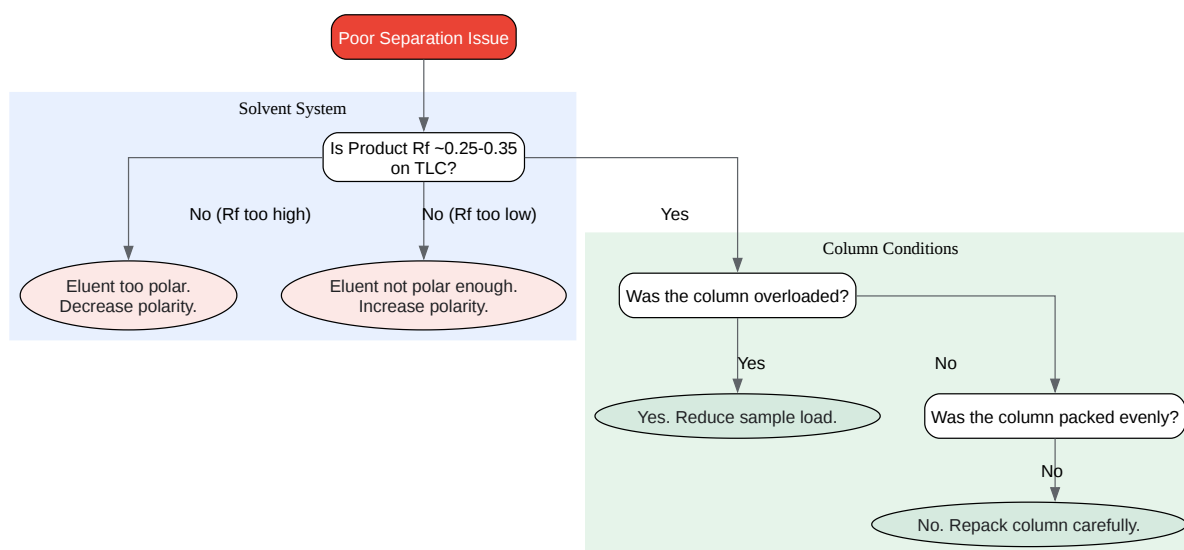 Poor Separation Issue
Solvent System
Is Product Rf ~0.25-0.35
on TLC?
No (Rf too high)
No (Rf too low)
Yes
Eluent too polar.
Decrease polarity.
Eluent not polar enough.
Increase polarity.
Column Conditions
Was the column overloaded?
Yes
No
Yes. Reduce sample load.
Was the column packed evenly?
No
No. Repack column carefully.